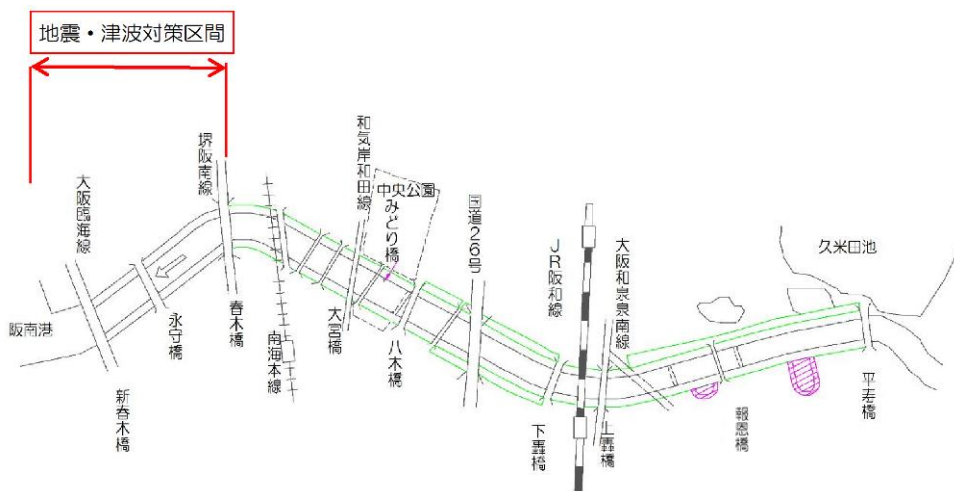 地震・津波対策区間
堺阪南線
大阪臨海線
和気岸和田線
中央公園
みどり橋
国道26号
JR阪和線
大阪和泉泉南線
久米田池
阪南港
永守橋
春木橋
南海本線
大宮橋
八木橋
新春木橋
下轟橋
上轟橋
報恩橋
平寿橋